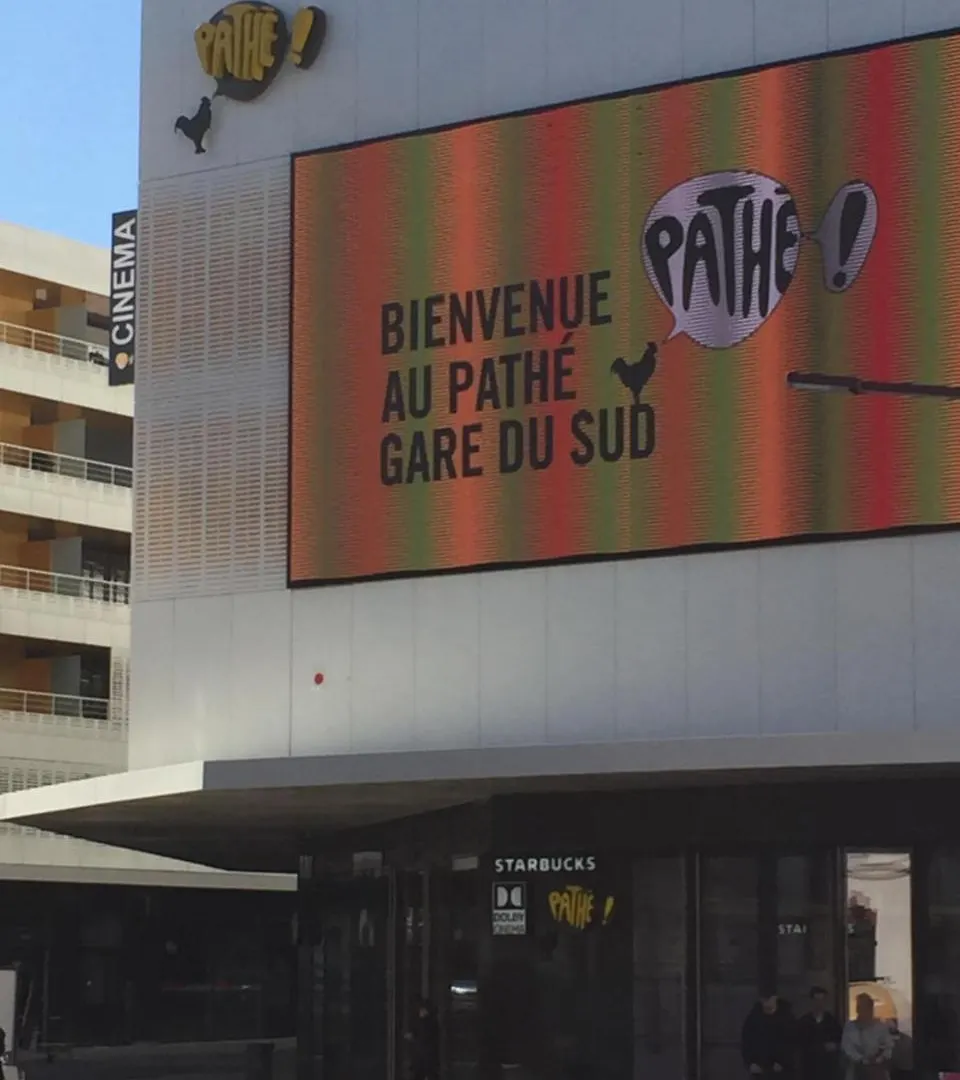 PATHÉ !
CINEMA
BIENVENUE
AU PATHÉ
GARE DU SUD
PATHÉ !
STARBUCKS
DOLBY
CINEMA
PATHÉ !